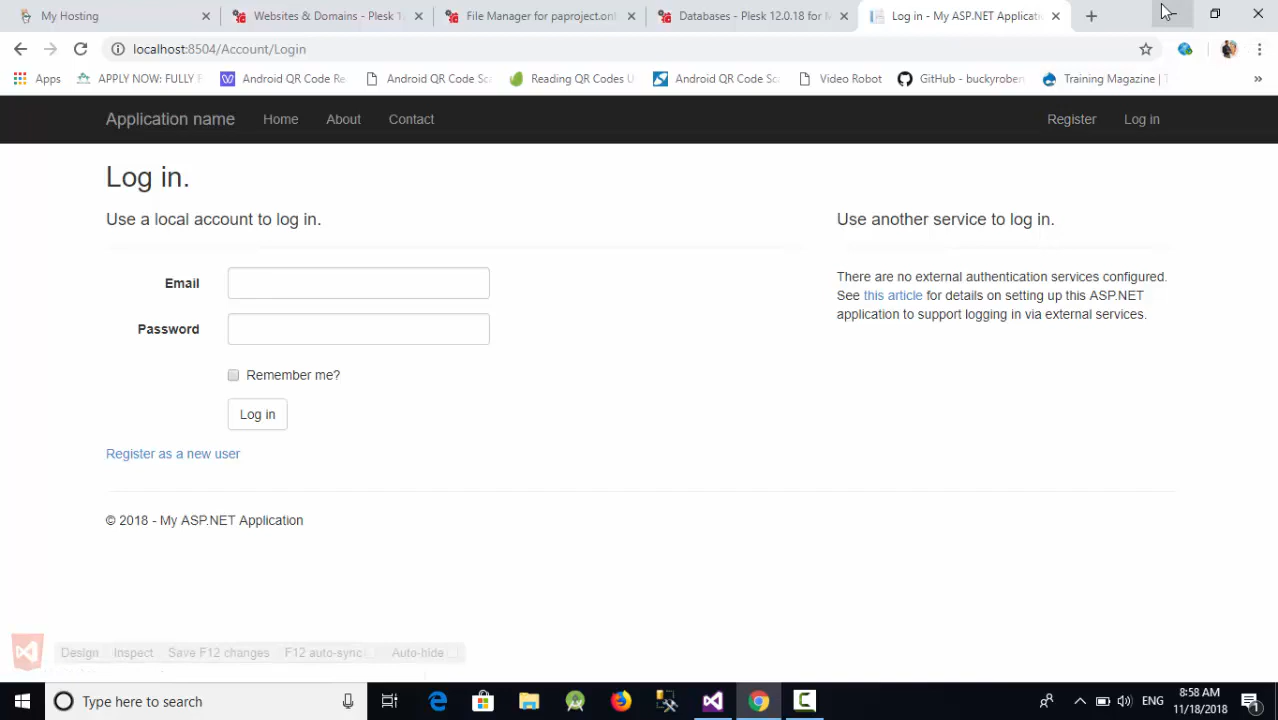 My Hosting
Websites & Domains - Plesk 1
File Manager for paproject.onl
Databases - Plesk 12.0.18 for
Log in - My ASP.NET Applicati
localhost:8504/Account/Login
Apps
APPLY NOW: FULLY F
Android QR Code Re
Android QR Code Sca
Reading QR Codes U
Android QR Code Sca
Video Robot
GitHub - buckyrober
Training Magazine | T
»
Application name
Home
About
Contact
Register
Log in
Log in.
Use a local account to log in.
Use another service to log in.
Email
There are no external authentication services configured.
See this article for details on setting up this ASP.NET
application to support logging in via external services.
Password
Remember me?
Log in
Register as a new user
© 2018 - My ASP.NET Application
Design
Inspect
Save F12 changes
F12 auto-sync
Auto-hide
Type here to search
ENG
8:58 AM
11/18/2018
1